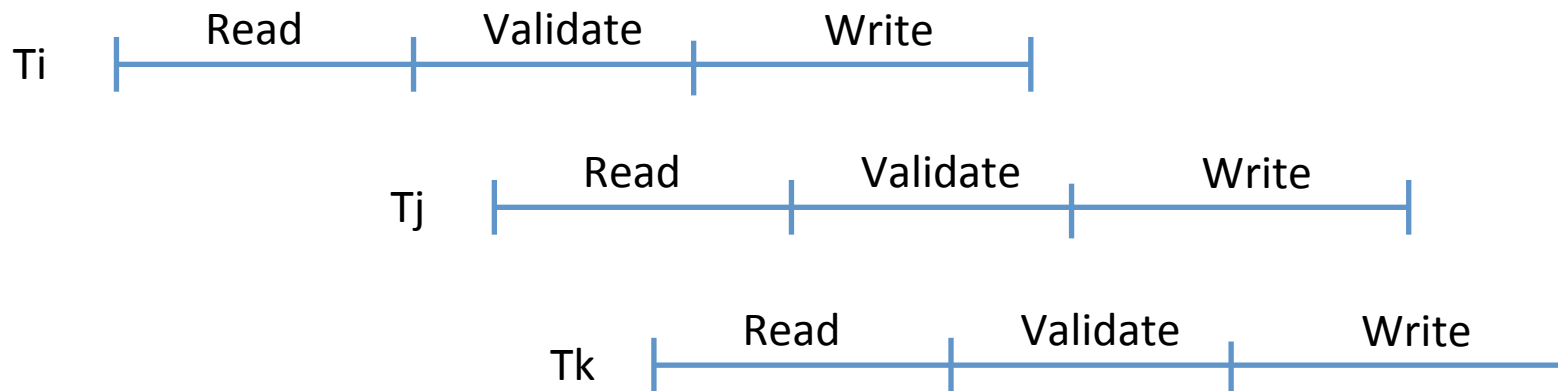 Read Validate Write
Ti
Read Validate Write
Tj
Read Validate Write
Tk